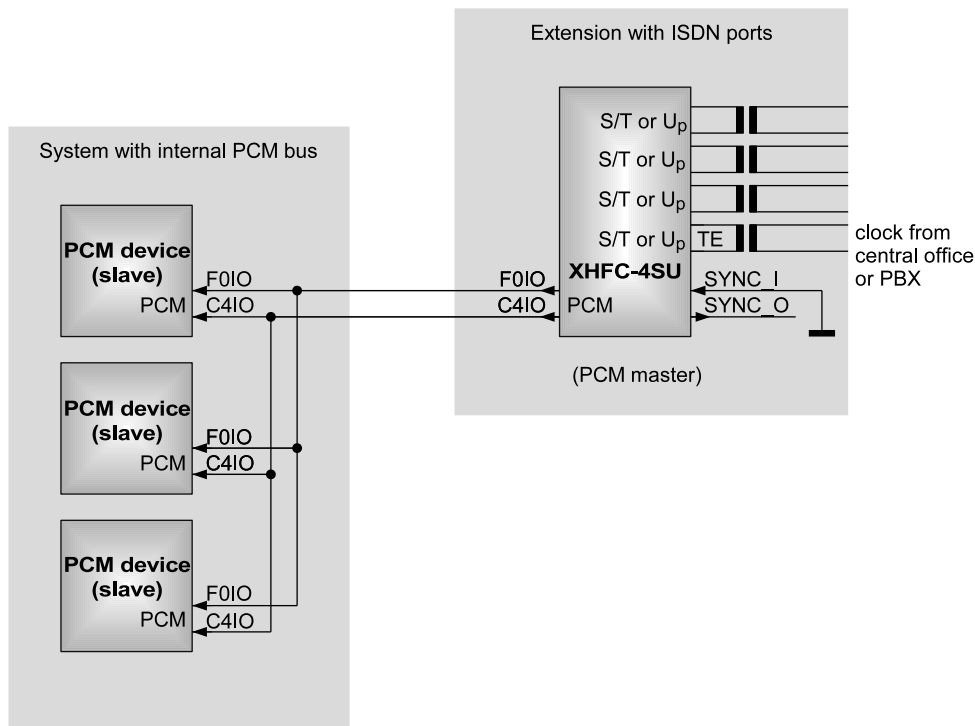 Extension with ISDN ports
S/T or Up
S/T or Up
S/T or Up
S/T or Up TE
XHFC-4SU
clock from
central office
or PBX
F0IO
C4IO
PCM
SYNC_I
SYNC_O
(PCM master)
System with internal PCM bus
PCM device
(slave)
F0IO
PCM C4IO
PCM device
(slave)
F0IO
PCM C4IO
PCM device
(slave)
F0IO
PCM C4IO